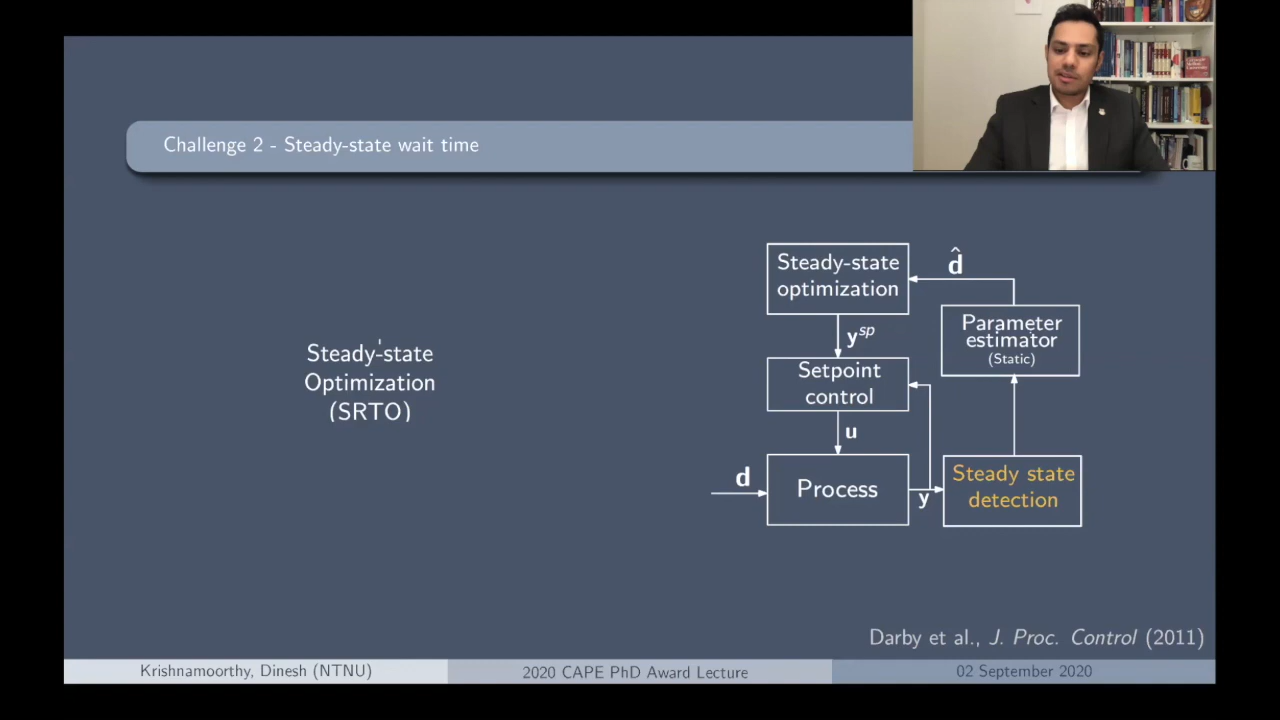 Challenge 2 - Steady-state wait time
Steady-state
Optimization
(SRTO)
Steady-state
optimization
d̂
Parameter
estimator
(Static)
y^sp
Setpoint
control
u
d
Process
y
Steady state
detection
Darby et al., J. Proc. Control (2011)
Krishnamoorthy, Dinesh (NTNU)
2020 CAPE PhD Award Lecture
02 September 2020